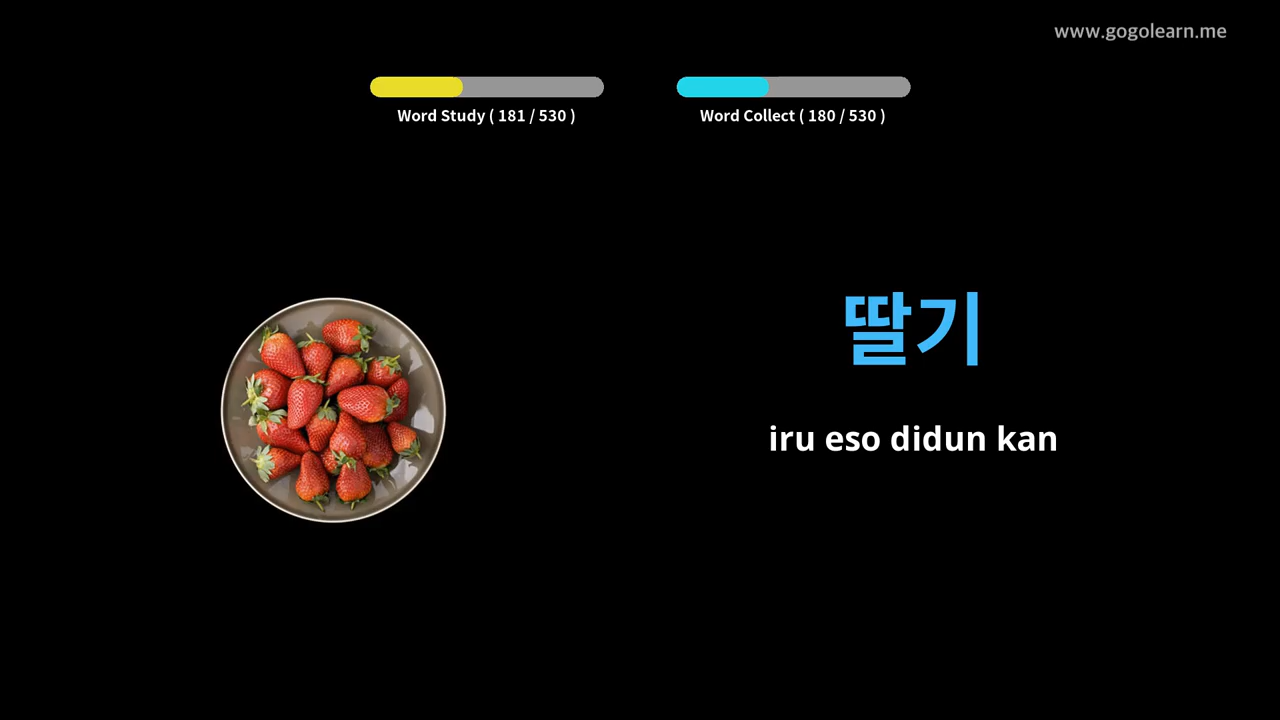 www.gogolearn.me
Word Study ( 181 / 530 )
Word Collect ( 180 / 530 )
딸기
iru eso didun kan